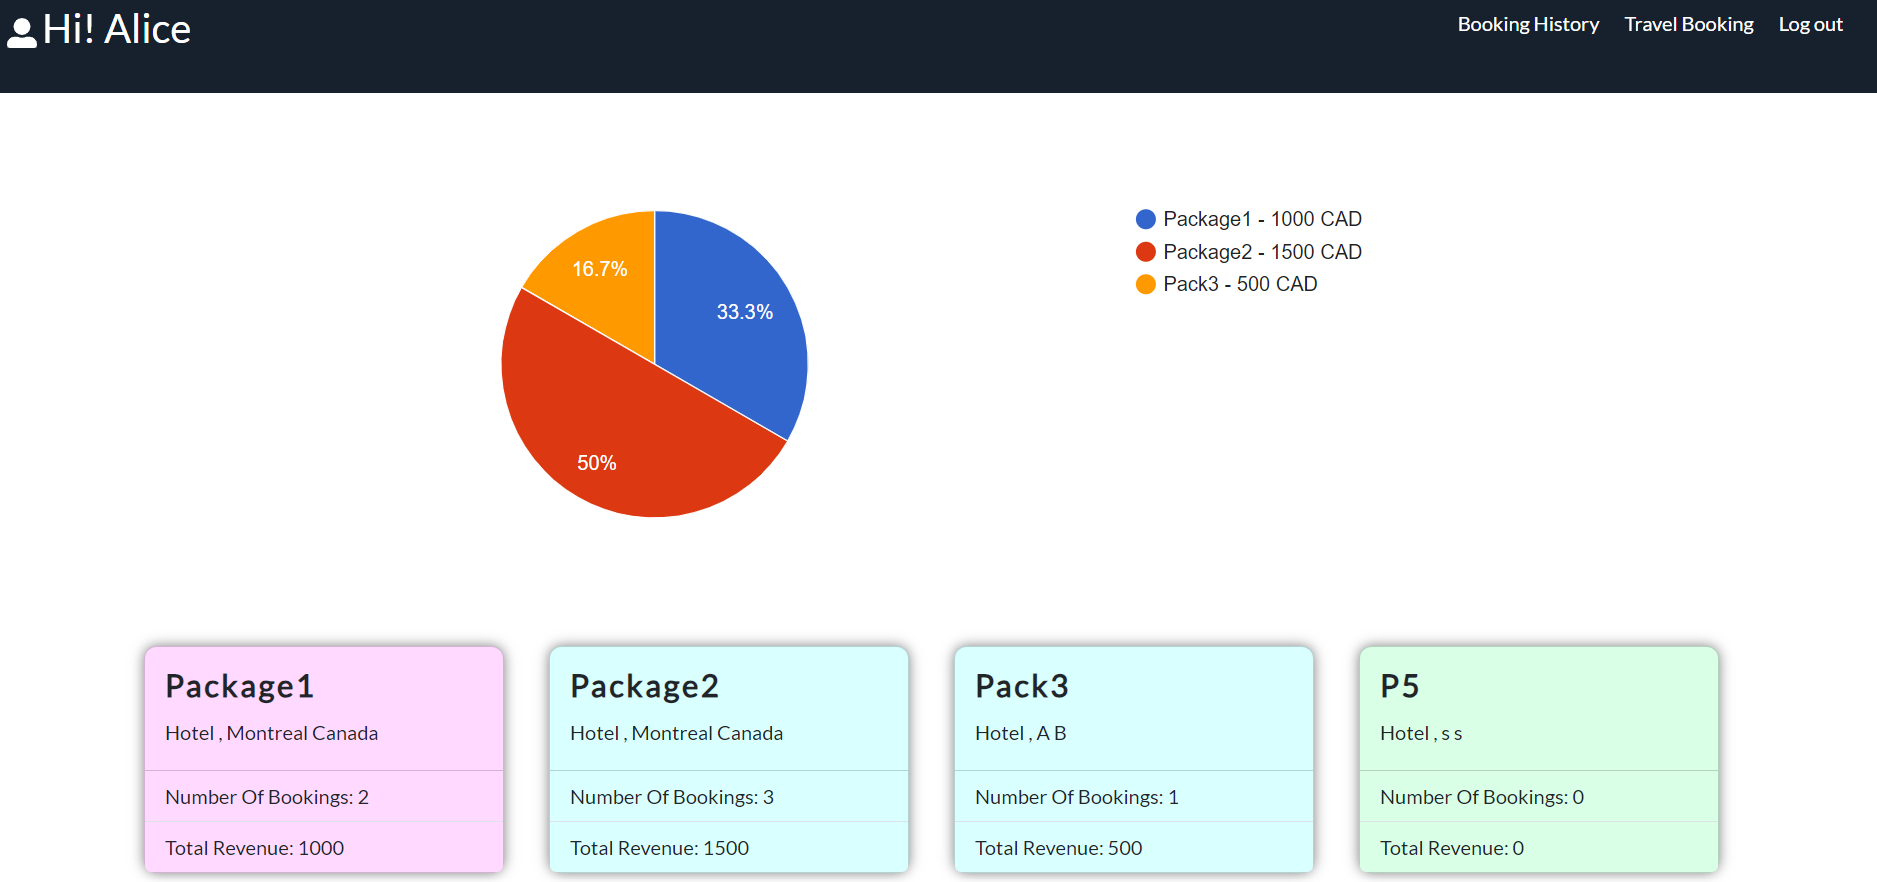 Hi! Alice
Booking History
Travel Booking
Log out
Package1 - 1000 CAD
Package2 - 1500 CAD
Pack3 - 500 CAD
16.7%
33.3%
50%
Package1
Hotel , Montreal Canada
Number Of Bookings: 2
Total Revenue: 1000
Package2
Hotel , Montreal Canada
Number Of Bookings: 3
Total Revenue: 1500
Pack3
Hotel , A B
Number Of Bookings: 1
Total Revenue: 500
P5
Hotel , s s
Number Of Bookings: 0
Total Revenue: 0